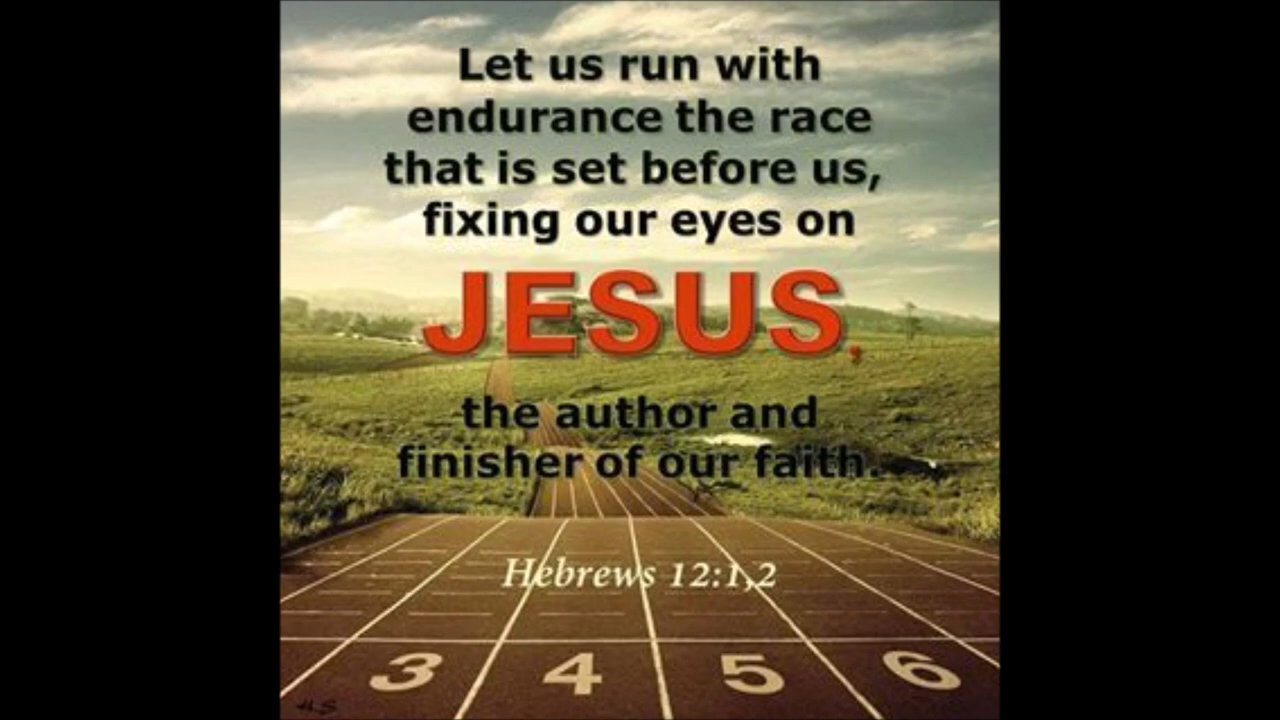 Let us run with
endurance the race
that is set before us,
fixing our eyes on
JESUS,
the author and
finisher of our faith.
Hebrews 12:1,2
3 4 5 6